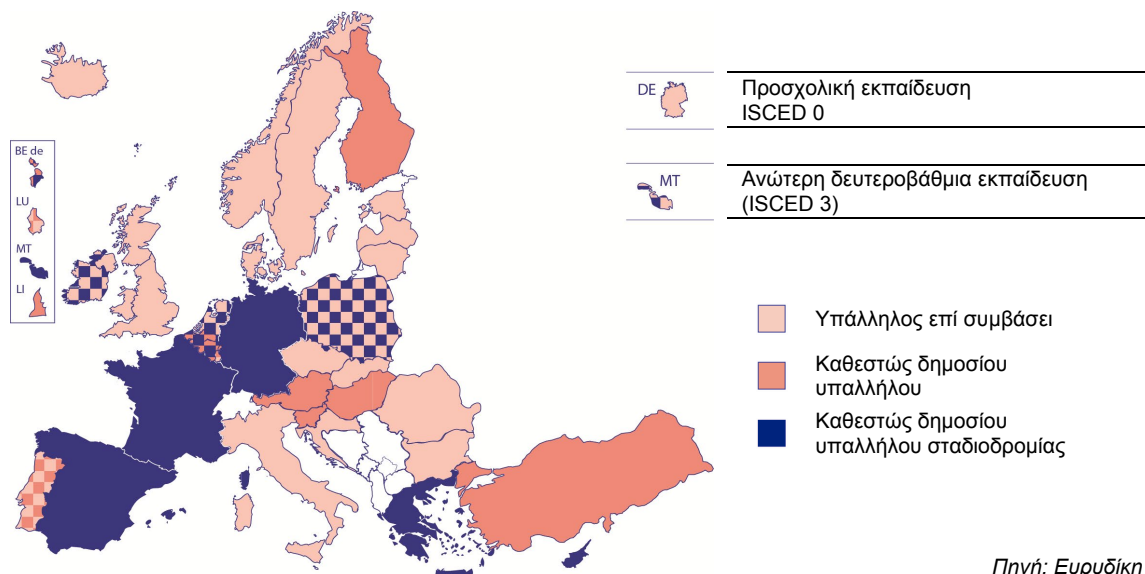 BE de
LU
MT
LI
DE
Προσχολική εκπαίδευση
ISCED 0
MT
Ανώτερη δευτεροβάθμια εκπαίδευση
(ISCED 3)
Υπάλληλος επί συμβάσει
Καθεστώς δημοσίου
υπαλλήλου
Καθεστώς δημοσίου
υπαλλήλου σταδιοδρομίας
Πηγή: Ευρυδίκη